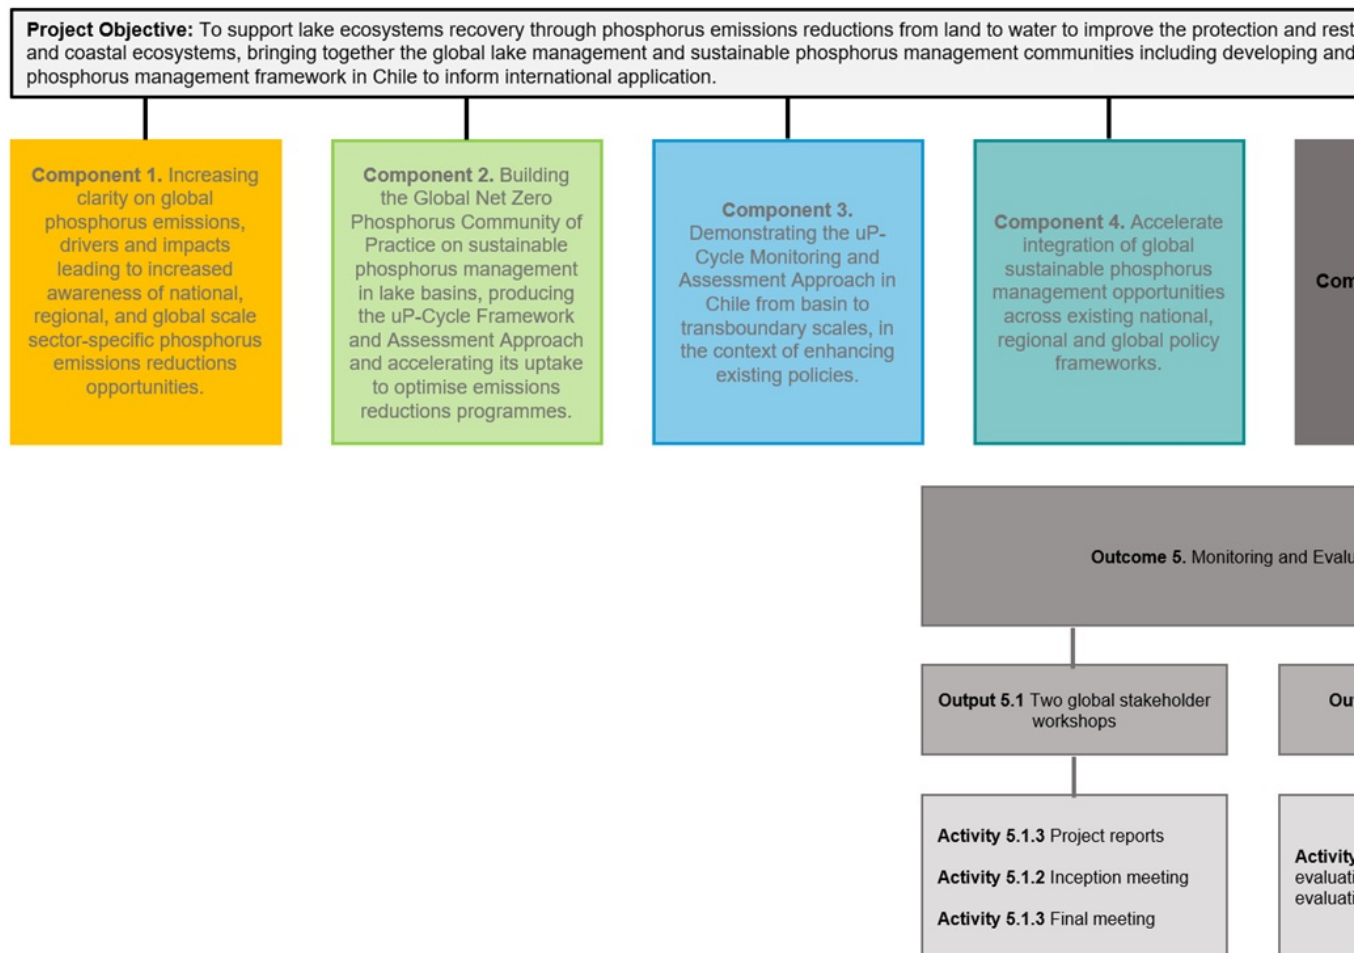 Project Objective: To support lake ecosystems recovery through phosphorus emissions reductions from land to water to improve the protection and rest
and coastal ecosystems, bringing together the global lake management and sustainable phosphorus management communities including developing and
phosphorus management framework in Chile to inform international application.
Component 1. Increasing
clarity on global
phosphorus emissions,
drivers and impacts
leading to increased
awareness of national,
regional, and global scale
sector-specific phosphorus
emissions reductions
opportunities.
Component 2. Building
the Global Net Zero
Phosphorus Community of
Practice on sustainable
phosphorus management
in lake basins, producing
the uP-Cycle Framework
and Assessment Approach
and accelerating its uptake
to optimise emissions
reductions programmes.
Component 3.
Demonstrating the uP-
Cycle Monitoring and
Assessment Approach in
Chile from basin to
transboundary scales, in
the context of enhancing
existing policies.
Component 4. Accelerate
integration of global
sustainable phosphorus
management opportunities
across existing national,
regional and global policy
frameworks.
Com
Outcome 5. Monitoring and Evalu
Output 5.1 Two global stakeholder
workshops
Ou
Activity 5.1.3 Project reports
Activity 5.1.2 Inception meeting
Activity 5.1.3 Final meeting
Activity
evaluati
evaluati